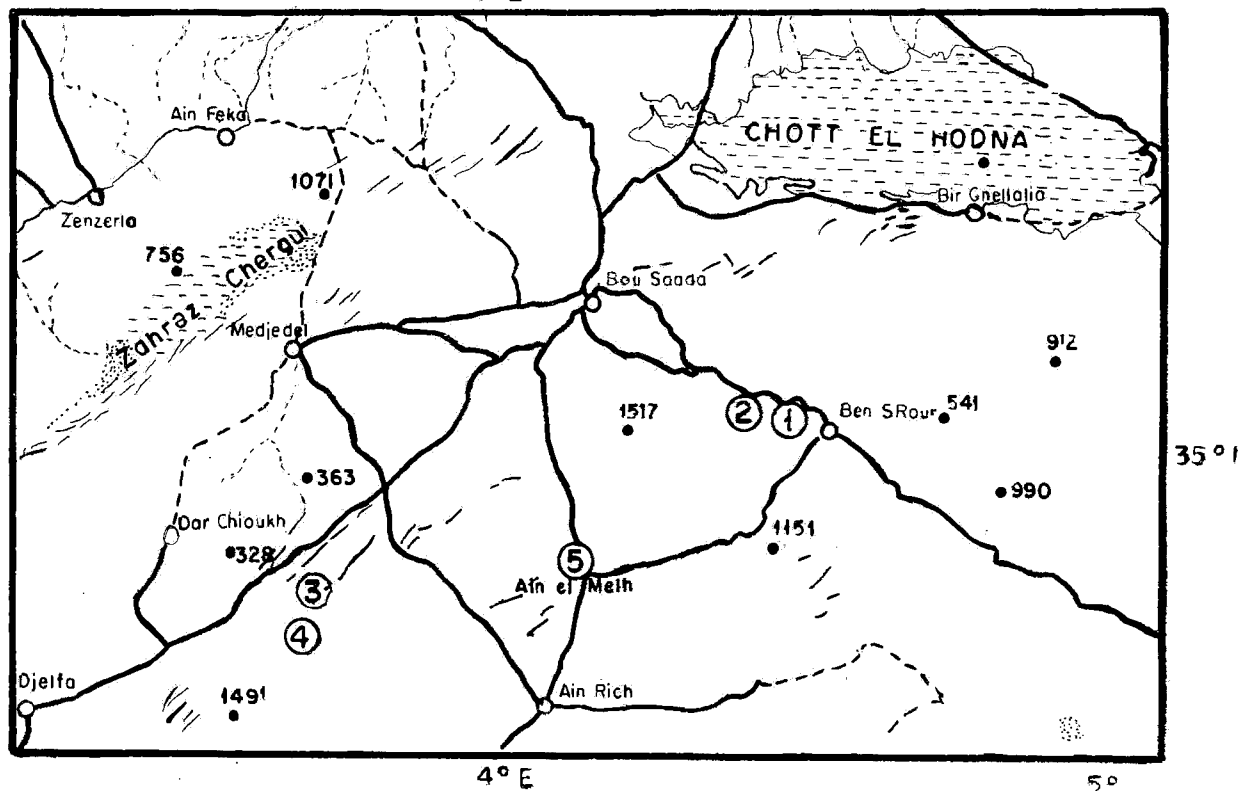 CHOTT EL HODNA
Ain Feka
1071
Bir Gnellalia
Zenzerla
756
Zahraz Chergui
Bou Saada
Medjedel
912
1517
2
1
Ben SRour
541
35°
363
990
Dar Chioukh
328
1151
3
5
Ain el Melh
4
Djelfa
1491
Ain Rich
4° E
5°